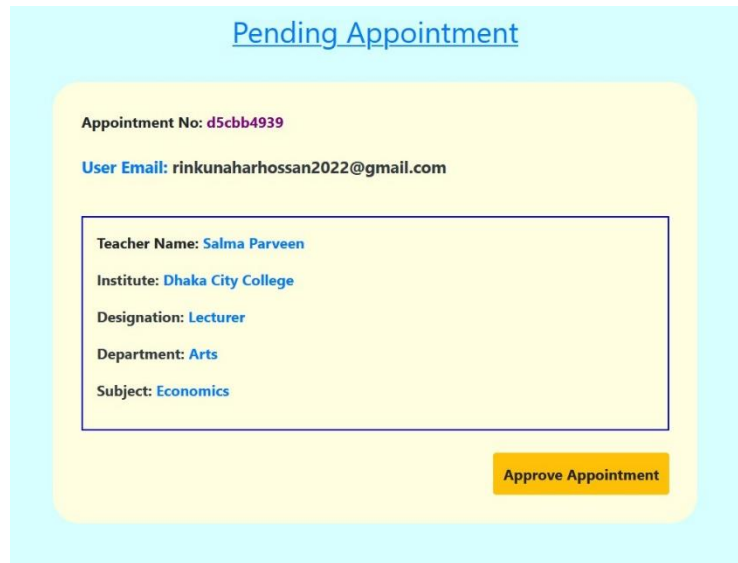 Pending Appointment
Appointment No: d5cbb4939
User Email: rinkunaharhossan2022@gmail.com
Teacher Name: Salma Parveen
Institute: Dhaka City College
Designation: Lecturer
Department: Arts
Subject: Economics
Approve Appointment